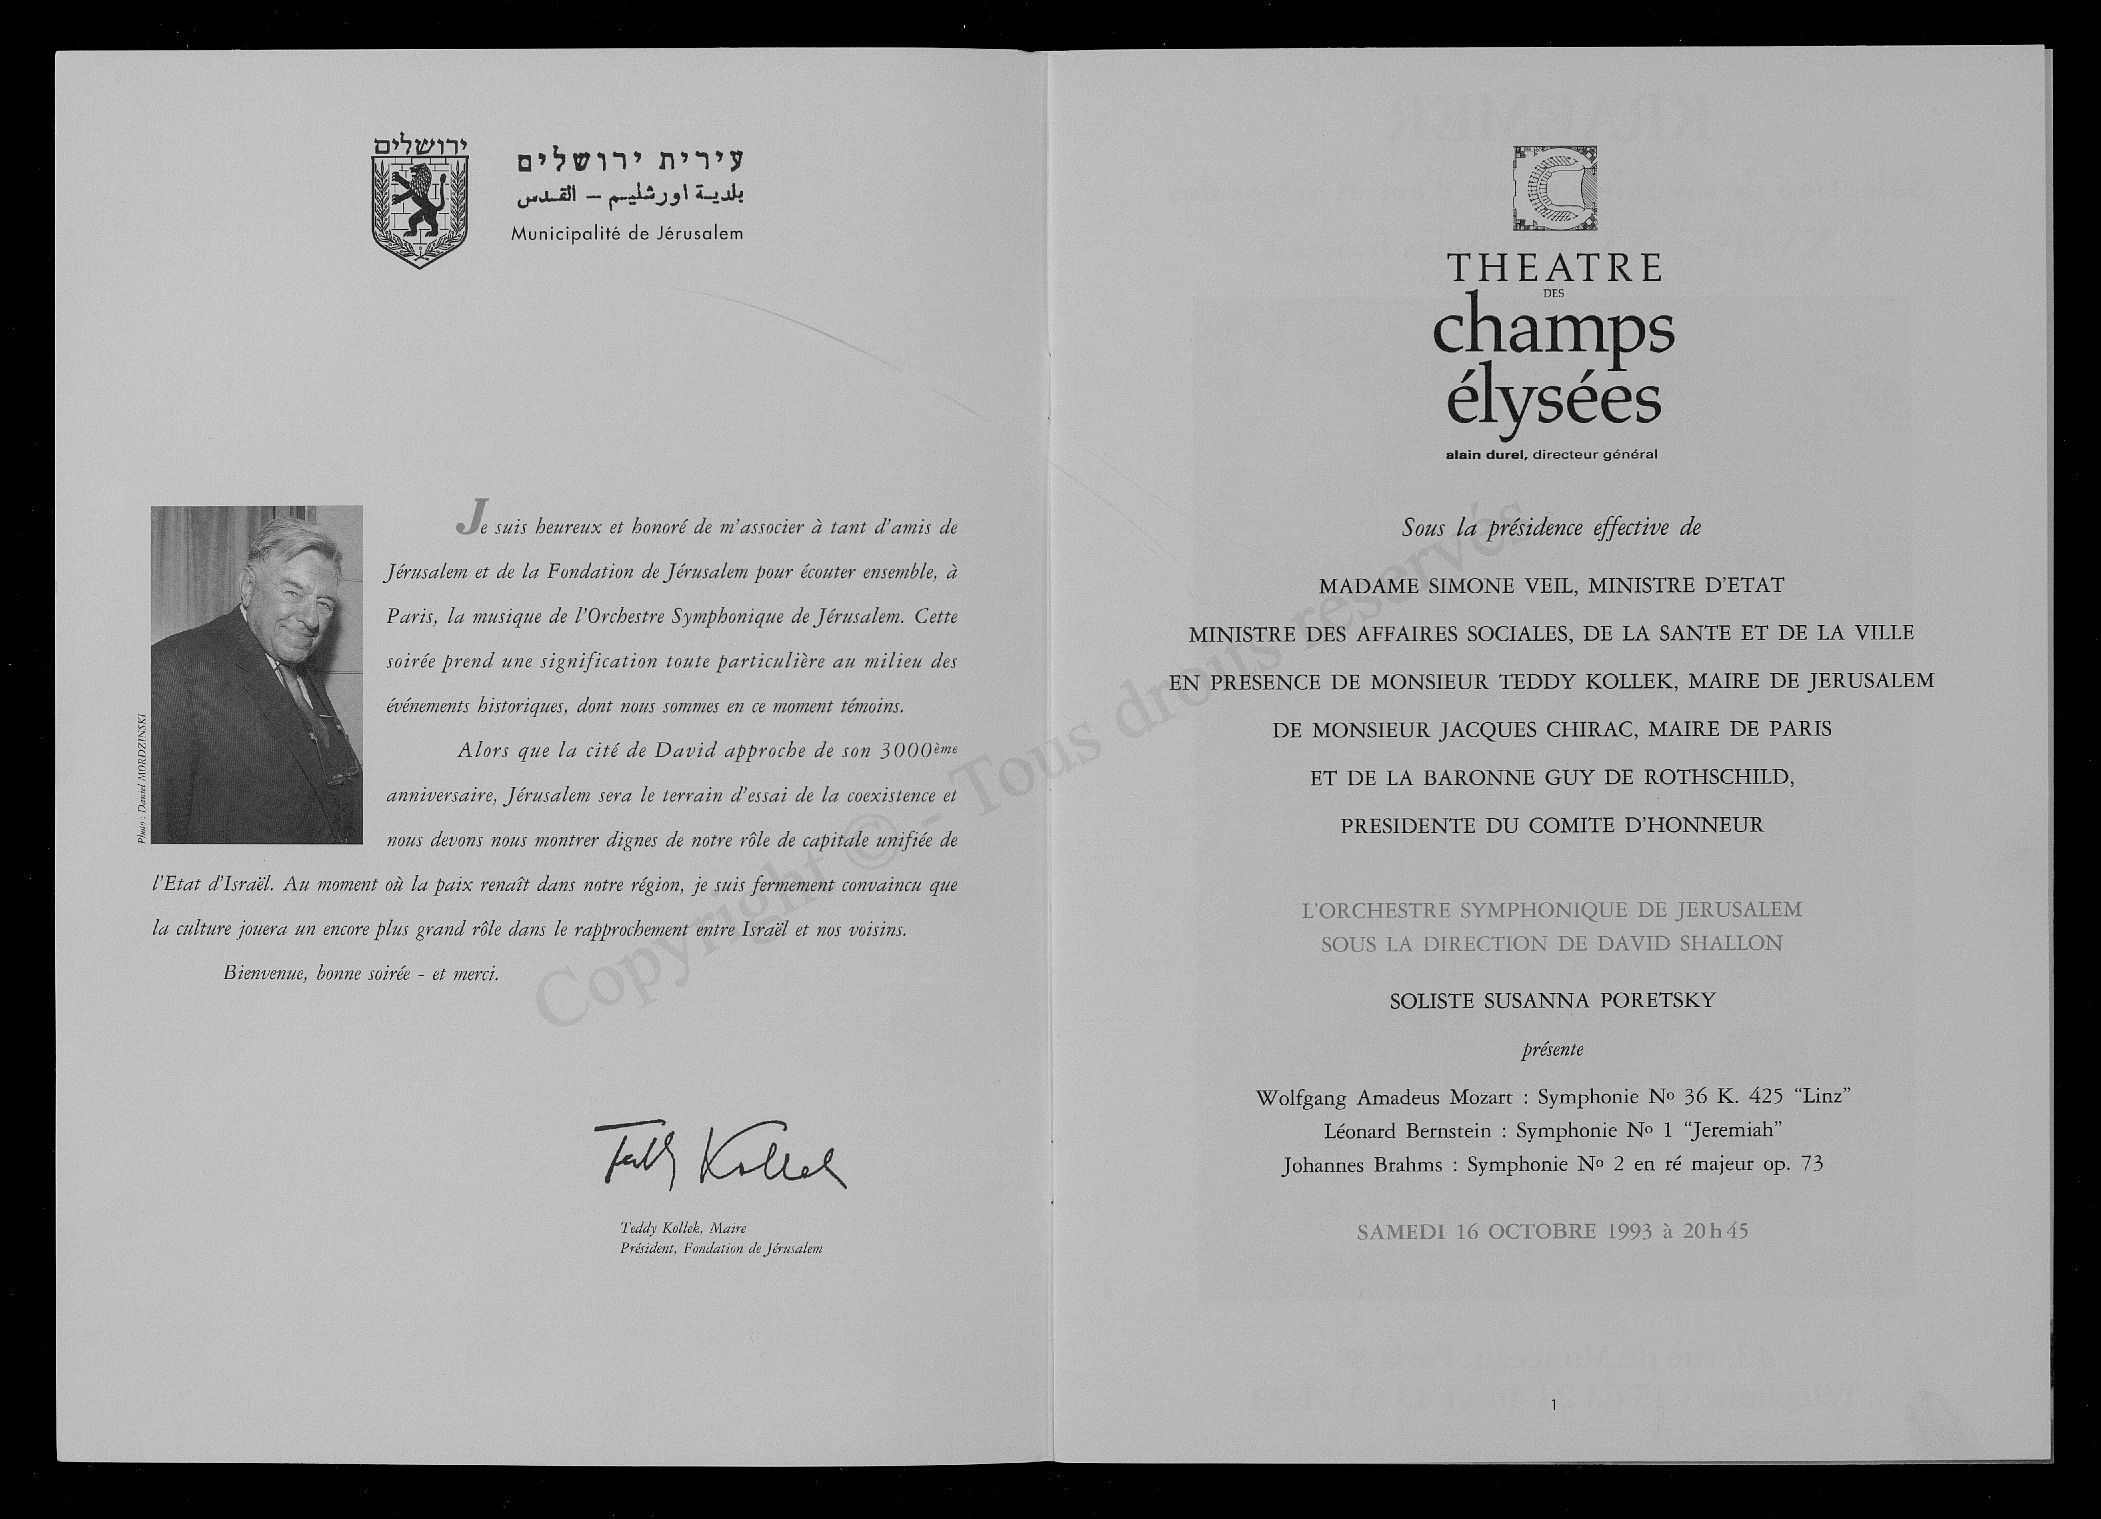 ירושלים
עירית ירושלים
بلدية اورشليم – القدس
Municipalité de Jérusalem
Je suis heureux et honoré de m'associer à tant d'amis de
Jérusalem et de la Fondation de Jérusalem pour écouter ensemble, à
Paris, la musique de l'Orchestre Symphonique de Jérusalem. Cette
soirée prend une signification toute particulière au milieu des
événements historiques, dont nous sommes en ce moment témoins.
Alors que la cité de David approche de son 3000ème
anniversaire, Jérusalem sera le terrain d'essai de la coexistence et
nous devons nous montrer dignes de notre rôle de capitale unifiée de
l'Etat d'Israël. Au moment où la paix renaît dans notre région, je suis fermement convaincu que
la culture jouera un encore plus grand rôle dans le rapprochement entre Israël et nos voisins.
Bienvenue, bonne soirée - et merci.
Photo : Daniel MORDZINSKI
Teddy Kollek
Teddy Kollek, Maire
Président, Fondation de Jérusalem
THEATRE
DES
champs
élysées
alain durel, directeur général
Sous la présidence effective de
MADAME SIMONE VEIL, MINISTRE D'ETAT
MINISTRE DES AFFAIRES SOCIALES, DE LA SANTE ET DE LA VILLE
EN PRESENCE DE MONSIEUR TEDDY KOLLEK, MAIRE DE JERUSALEM
DE MONSIEUR JACQUES CHIRAC, MAIRE DE PARIS
ET DE LA BARONNE GUY DE ROTHSCHILD,
PRESIDENTE DU COMITE D'HONNEUR
L'ORCHESTRE SYMPHONIQUE DE JERUSALEM
SOUS LA DIRECTION DE DAVID SHALLON
SOLISTE SUSANNA PORETSKY
présente
Wolfgang Amadeus Mozart : Symphonie No 36 K. 425 “Linz”
Léonard Bernstein : Symphonie No 1 “Jeremiah”
Johannes Brahms : Symphonie No 2 en ré majeur op. 73
SAMEDI 16 OCTOBRE 1993 à 20h45
1
Copyright © - Tous droits réservés